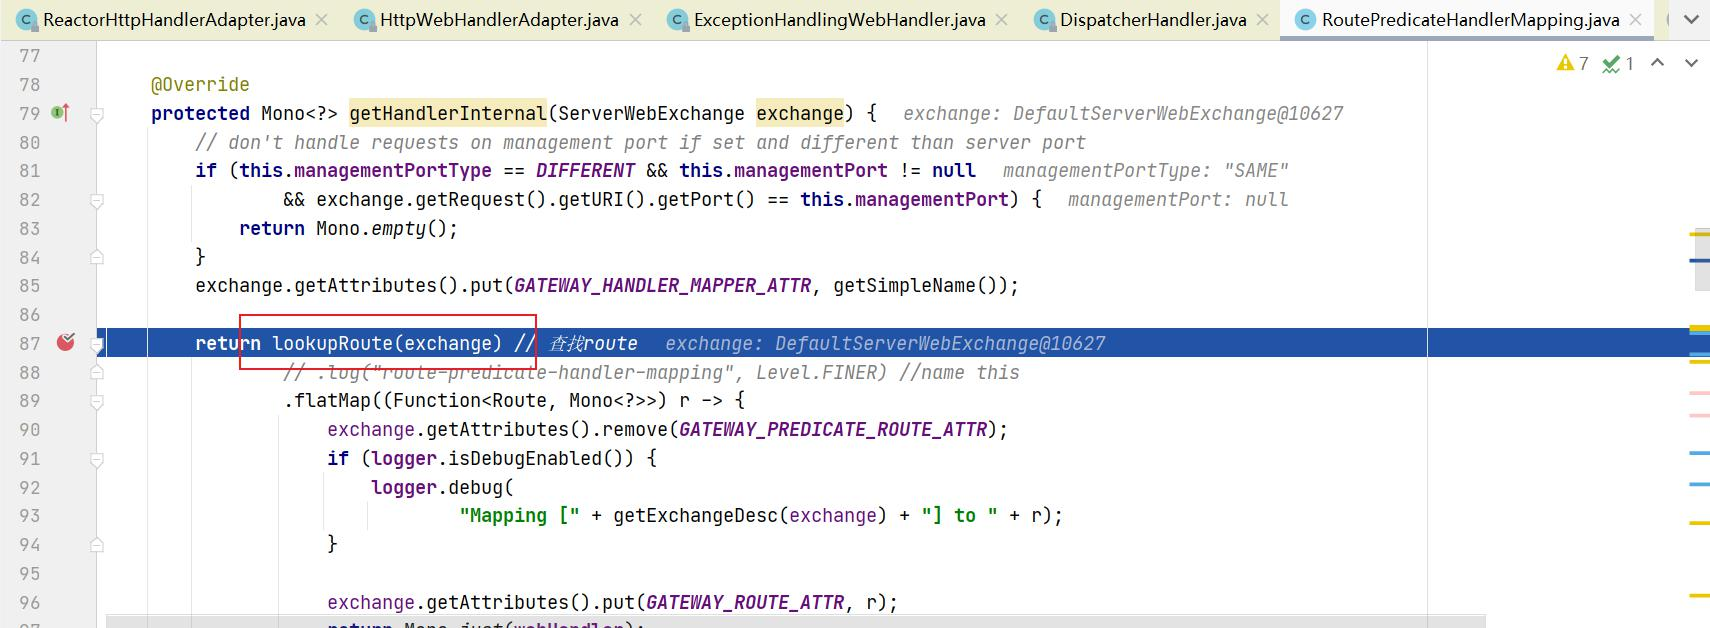 ReactorHttpHandlerAdapter.java HttpWebHandlerAdapter.java ExceptionHandlingWebHandler.java DispatcherHandler.java RoutePredicateHandlerMapping.java
7 1
77
78 @Override
79 protected Mono<?> getHandlerInternal(ServerWebExchange exchange) { exchange: DefaultServerWebExchange@10627
80 // don't handle requests on management port if set and different than server port
81 if (this.managementPortType == DIFFERENT && this.managementPort != null managementPortType: "SAME"
82 && exchange.getRequest().getURI().getPort() == this.managementPort) { managementPort: null
83 return Mono.empty();
84 }
85 exchange.getAttributes().put(GATEWAY_HANDLER_MAPPER_ATTR, getSimpleName());
86
87 return lookupRoute(exchange) // 查找route exchange: DefaultServerWebExchange@10627
88 // .log("route-predicate-handler-mapping", Level.FINER) //name this
89 .flatMap((Function<Route, Mono<?>>) r -> {
90 exchange.getAttributes().remove(GATEWAY_PREDICATE_ROUTE_ATTR);
91 if (logger.isDebugEnabled()) {
92 logger.debug(
93 "Mapping [" + getExchangeDesc(exchange) + "] to " + r);
94 }
95
96 exchange.getAttributes().put(GATEWAY_ROUTE_ATTR, r);
97 return Mono.just(webHandler);